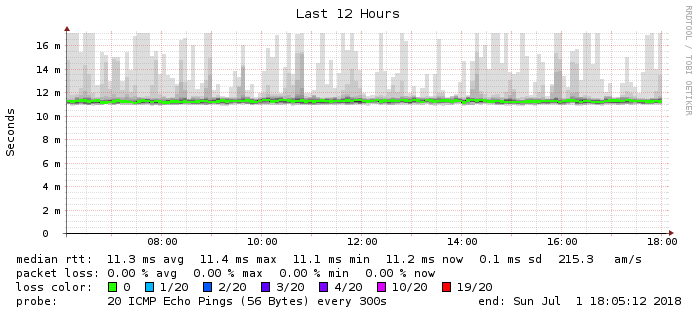 Last 12 Hours
RRDTOOL / TOBI OETIKER
Seconds
16 m
14 m
12 m
10 m
8 m
6 m
4 m
2 m
0
08:00 10:00 12:00 14:00 16:00 18:00
median rtt: 11.3 ms avg 11.4 ms max 11.1 ms min 11.2 ms now 0.1 ms sd 215.3 am/s
packet loss: 0.00 % avg 0.00 % max 0.00 % min 0.00 % now
loss color: 0 1/20 2/20 3/20 4/20 10/20 19/20
probe: 20 ICMP Echo Pings (56 Bytes) every 300s end: Sun Jul 1 18:05:12 2018